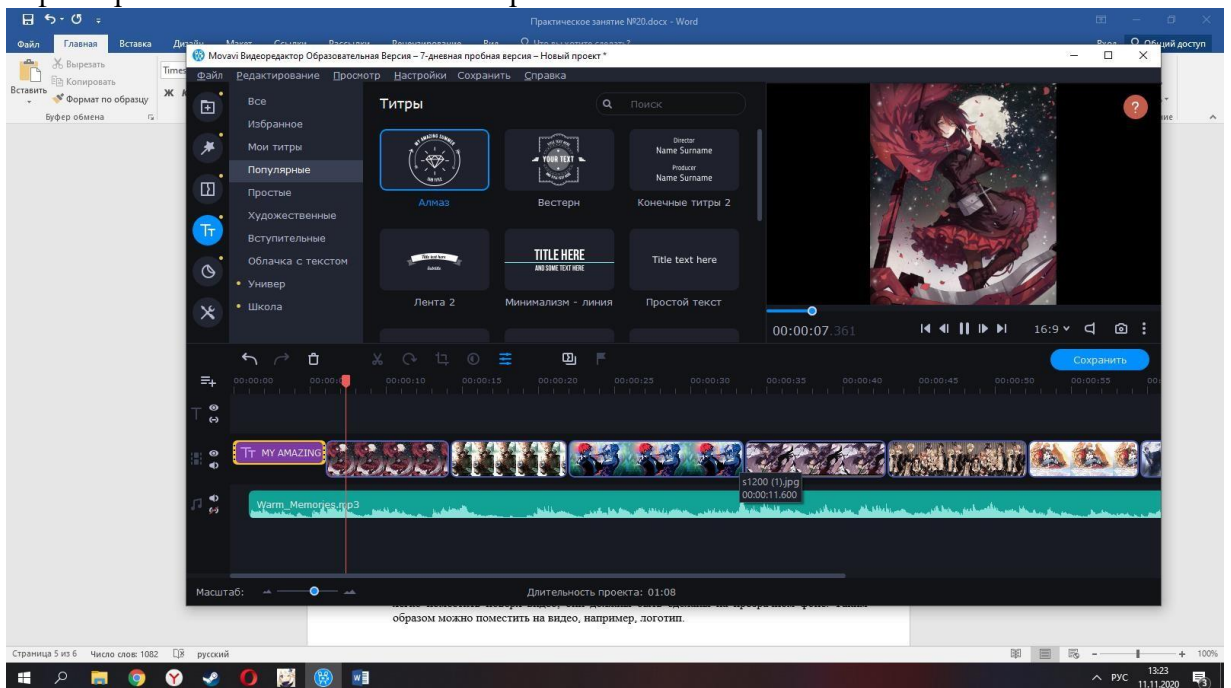 Практическое занятие №20.docx - Word
Файл Главная Вставка
Общий доступ
Вставить
Вырезать
Копировать
Формат по образцу
Буфер обмена
Times
Ж К
Movavi Видеоредактор Образовательная Версия – 7-дневная пробная версия – Новый проект *
Файл Редактирование Просмотр Настройки Сохранить Справка
Все
Избранное
Мои титры
Популярные
Простые
Художественные
Вступительные
Облачка с текстом
Универ
Школа
Титры
Поиск
MY AMAZING SUMMER
YOUR TEXT
Director
Name Surname
Producer
Name Surname
Алмаз Вестерн Конечные титры 2
TITLE HERE
AND SOME TEXT HERE
Title text here
Лента 2 Минимализм - линия Простой текст
?
00:00:07.361
16:9
Сохранить
00:00:00 00:00:10 00:00:15 00:00:20 00:00:25 00:00:30 00:00:35 00:00:40 00:00:45 00:00:50 00:00:55
Тт MY AMAZING
s1200 (1).jpg
00:00:11.600
Warm_Memories.mp3
Масштаб:
Длительность проекта: 01:08
образом можно поместить на видео, например, логотип.
Страница 5 из 6 Число слов: 1082 русский
100%
РУС
13:23
11.11.2020
3